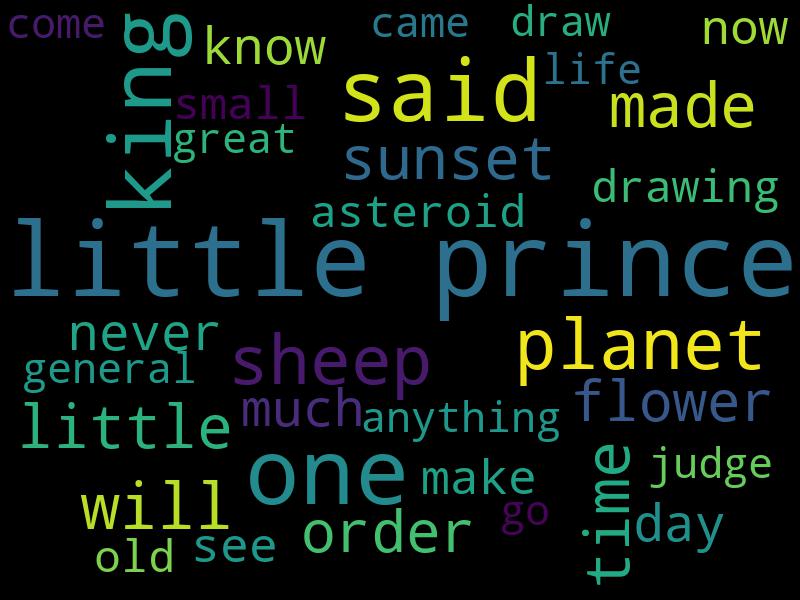 come
king
know
came
draw
now
small
said
life
made
great
sunset
drawing
asteroid
little prince
never
general
sheep
planet
little
much
anything
flower
one
make
judge
will
order
go
time
day
old
see